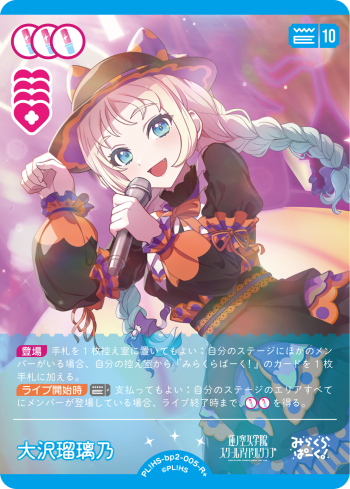 10
登場 手札を1枚控え室に置いてもよい：自分のステージにほかのメン
バーがいる場合、自分の控え室から『みらくらぱーく！』のカードを1枚
手札に加える。
ライブ開始時 支払ってもよい：自分のステージのエリアすべて
にメンバーが登場している場合、ライブ終了時まで、を得る。
大沢瑠璃乃
蓮ノ空女学院
スクールアイドルクラブ
みらくら
ぱーく！
PL!HS-bp2-005-R+
©PL!HS